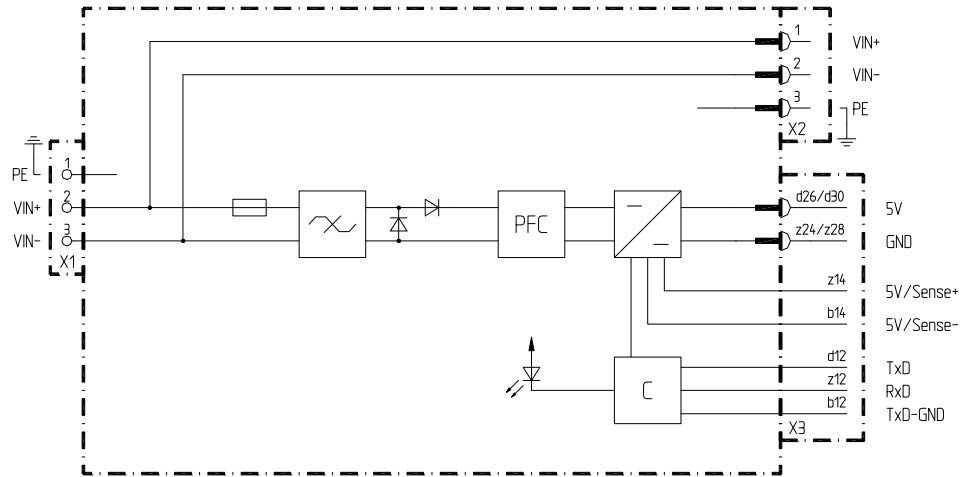 1 VIN+
2 VIN-
3 PE
X2
PE 1
VIN+ 2
VIN- 3
X1
PFC
d26/d30 5V
z24/z28 GND
z14 5V/Sense+
b14 5V/Sense-
C
d12 TxD
z12 RxD
b12 TxD-GND
X3